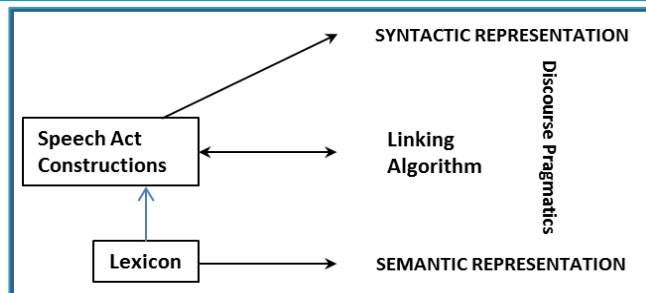 SYNTACTIC REPRESENTATION
Speech Act
Constructions
Linking
Algorithm
Discourse Pragmatics
Lexicon
SEMANTIC REPRESENTATION